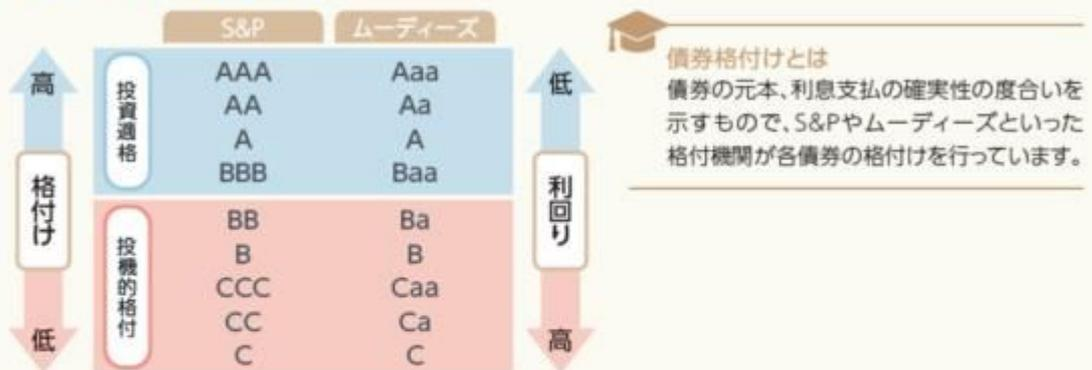 S&P ムーディーズ
高
格付け
低
投資適格
AAA Aaa
AA Aa
A A
BBB Baa
投機的格付
BB Ba
B B
CCC Caa
CC Ca
C C
低
利回り
高
債券格付けとは
債券の元本、利息支払の確実性の度合いを
示すもので、S&Pやムーディーズといった
格付機関が各債券の格付けを行っています。